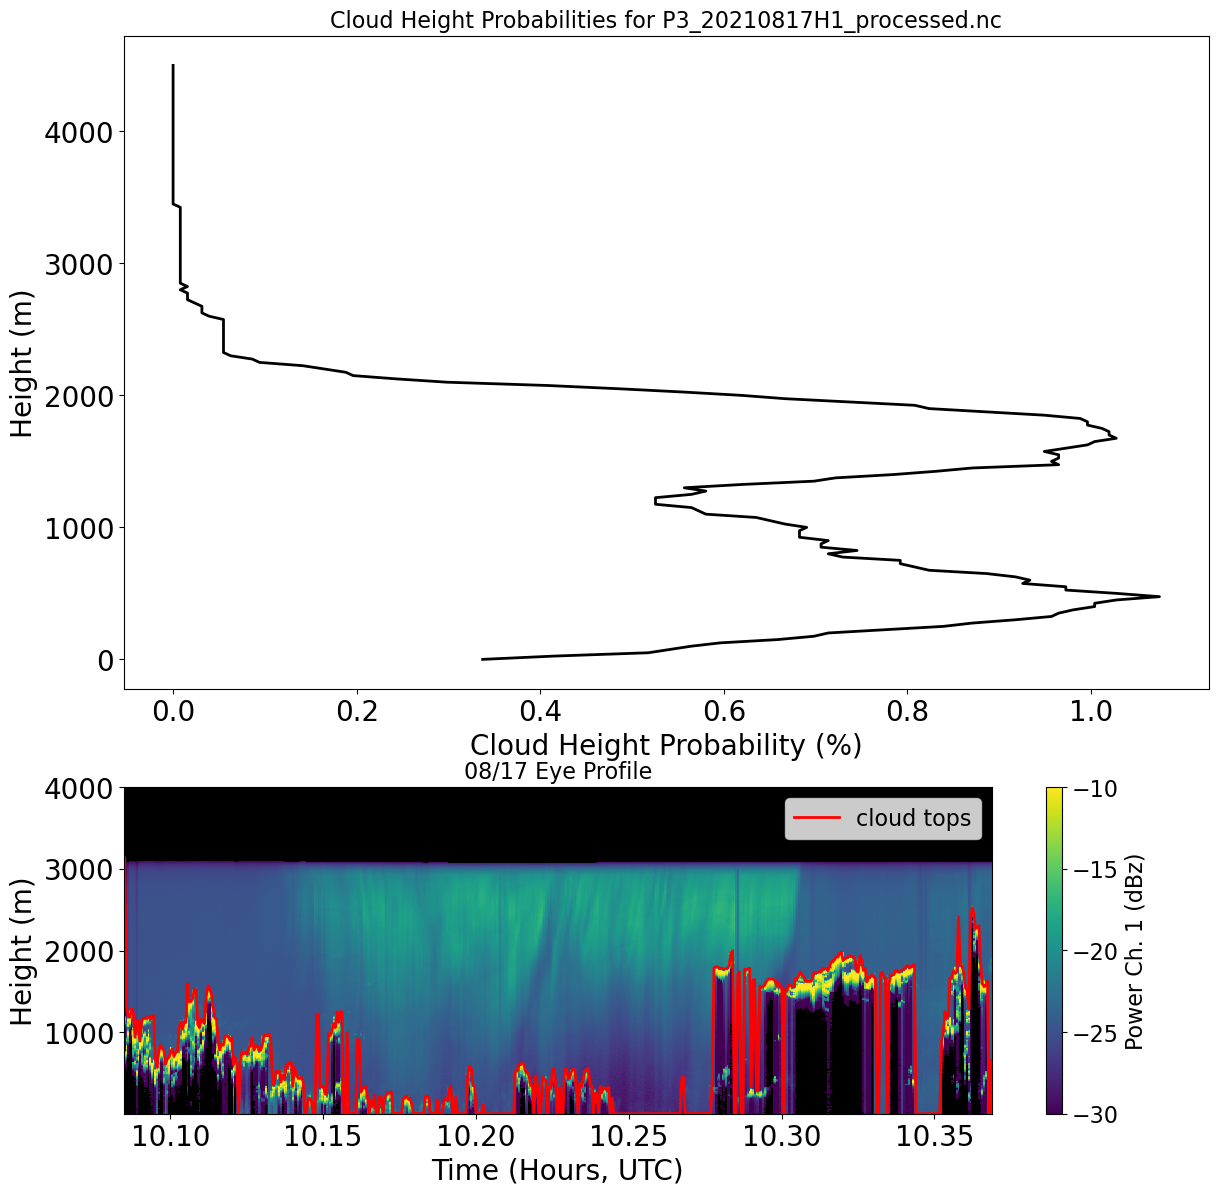 Cloud Height Probabilities for P3_20210817H1_processed.nc
Height (m)
4000
3000
2000
1000
0
0.0 0.2 0.4 0.6 0.8 1.0
Cloud Height Probability (%)
08/17 Eye Profile
Height (m)
4000
3000
2000
1000
cloud tops
10.10 10.15 10.20 10.25 10.30 10.35
Time (Hours, UTC)
−10
−15
−20
−25
−30
Power Ch. 1 (dBz)